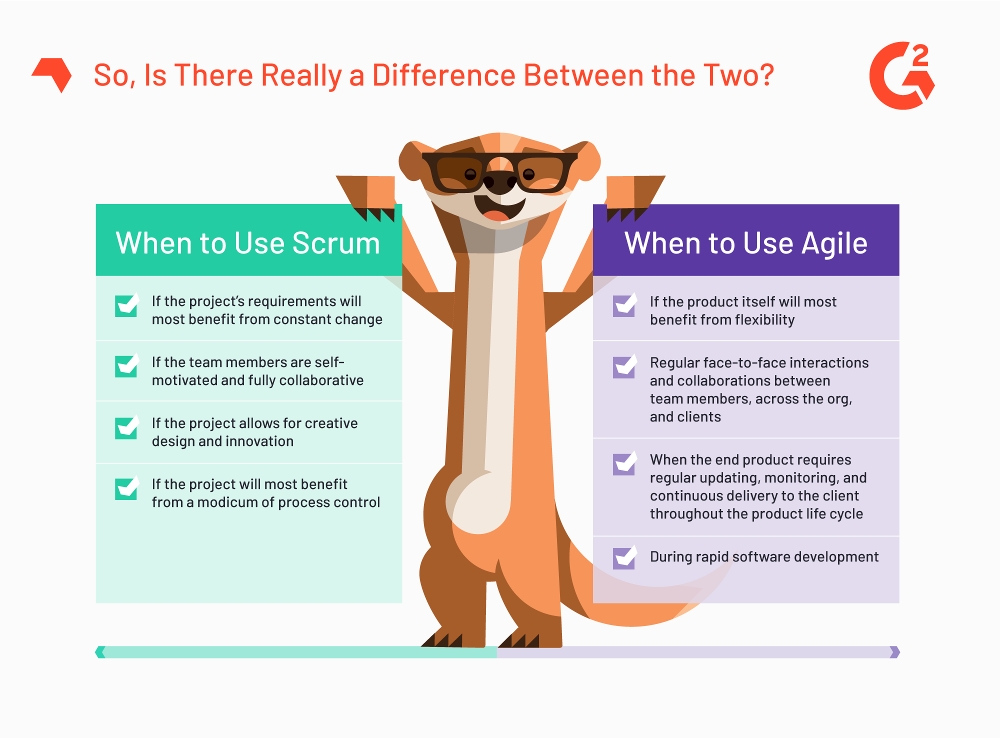 So, Is There Really a Difference Between the Two?
G2
When to Use Scrum
If the project's requirements will
most benefit from constant change
If the team members are self-
motivated and fully collaborative
If the project allows for creative
design and innovation
If the project will most benefit
from a modicum of process control
When to Use Agile
If the product itself will most
benefit from flexibility
Regular face-to-face interactions
and collaborations between
team members, across the org,
and clients
When the end product requires
regular updating, monitoring, and
continuous delivery to the client
throughout the product life cycle
During rapid software development